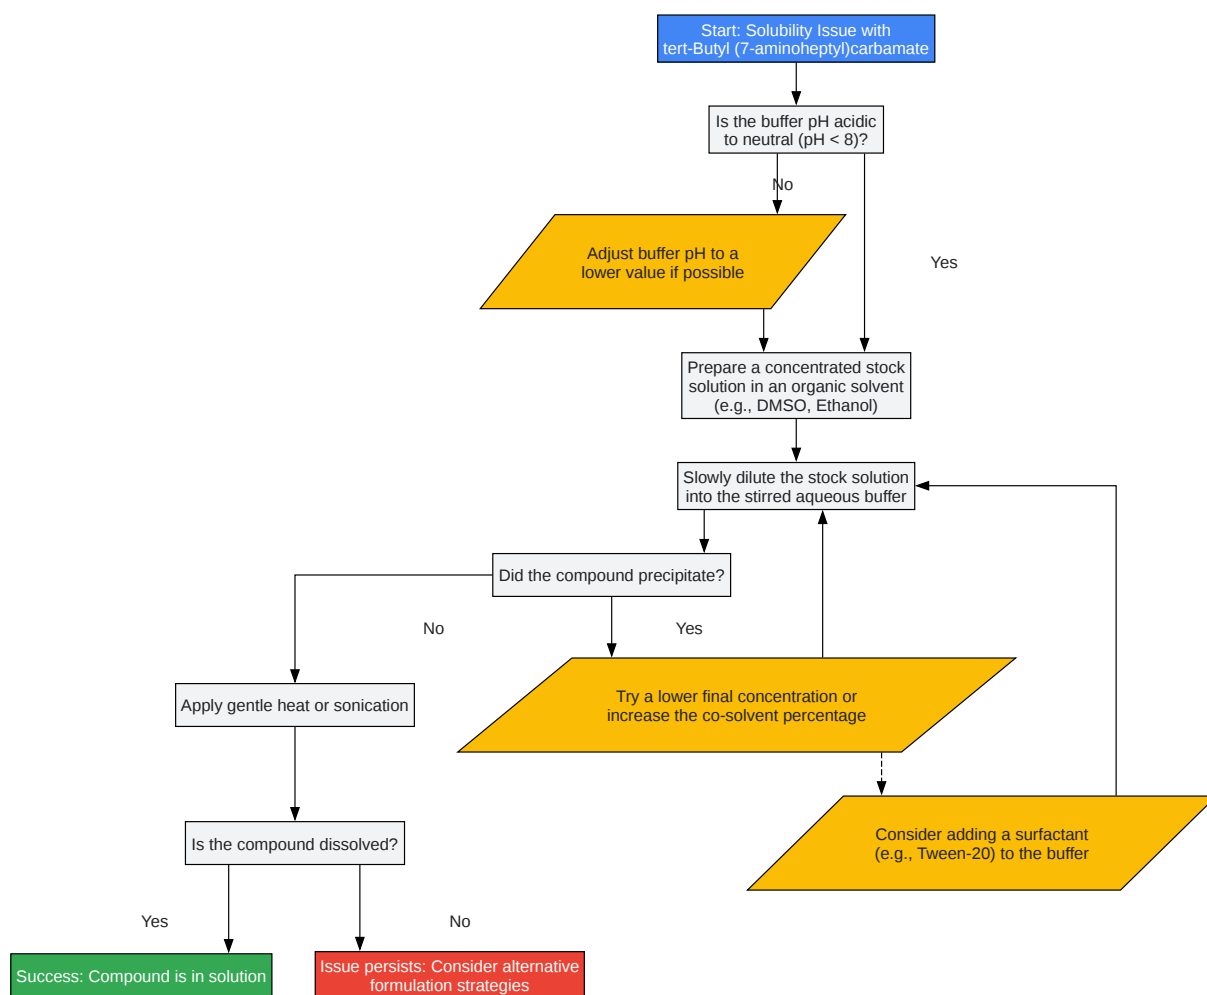 Start: Solubility Issue with
tert-Butyl (7-aminoheptyl)carbamate
Is the buffer pH acidic
to neutral (pH < 8)?
No
Adjust buffer pH to a
lower value if possible
Yes
Prepare a concentrated stock
solution in an organic solvent
(e.g., DMSO, Ethanol)
Slowly dilute the stock solution
into the stirred aqueous buffer
Did the compound precipitate?
No
Yes
Apply gentle heat or sonication
Try a lower final concentration or
increase the co-solvent percentage
Is the compound dissolved?
Consider adding a surfactant
(e.g., Tween-20) to the buffer
Yes
No
Success: Compound is in solution
Issue persists: Consider alternative
formulation strategies